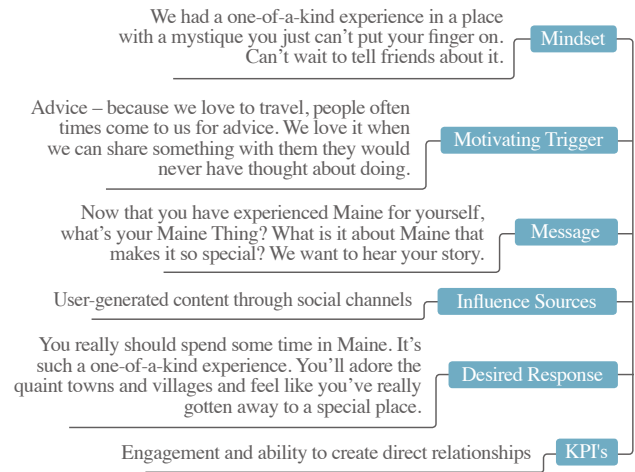 We had a one-of-a-kind experience in a place
with a mystique you just can’t put your finger on.
Can’t wait to tell friends about it.
Mindset
Advice – because we love to travel, people often
times come to us for advice. We love it when
we can share something with them they would
never have thought about doing.
Motivating Trigger
Now that you have experienced Maine for yourself,
what’s your Maine Thing? What is it about Maine that
makes it so special? We want to hear your story.
Message
User-generated content through social channels
Influence Sources
You really should spend some time in Maine. It’s
such a one-of-a-kind experience. You’ll adore the
quaint towns and villages and feel like you’ve really
gotten away to a special place.
Desired Response
Engagement and ability to create direct relationships
KPI's